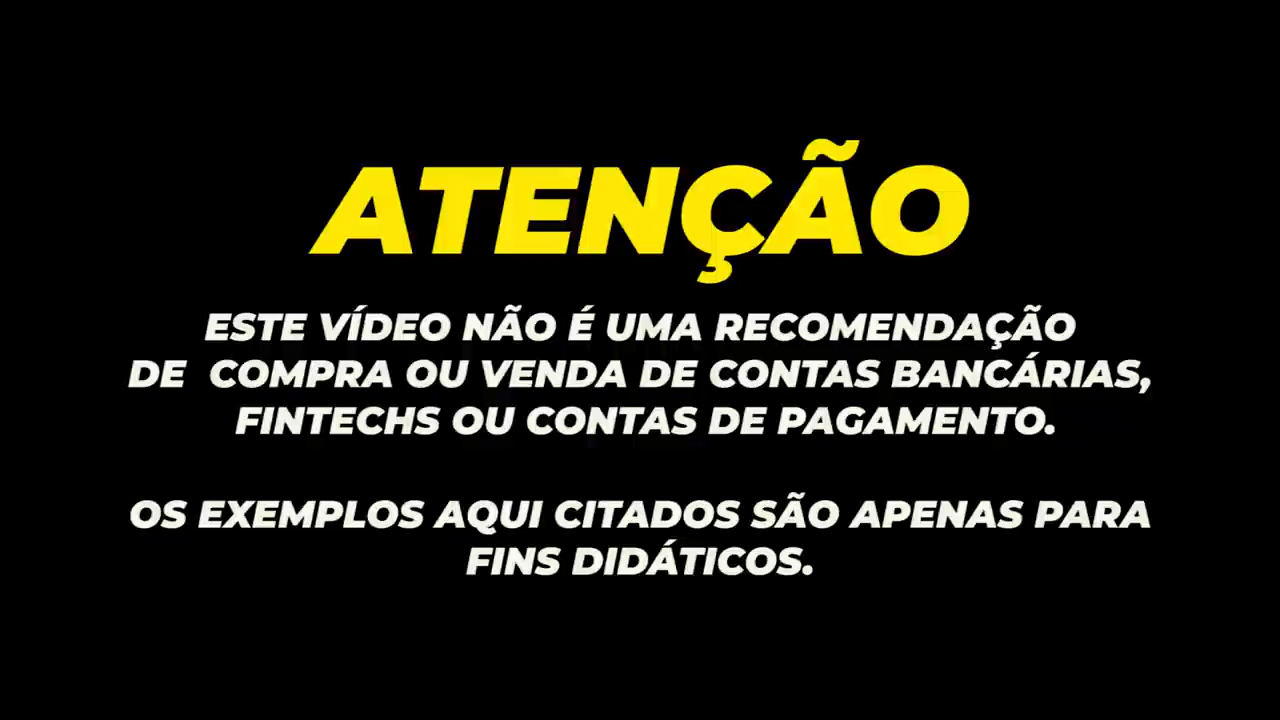 ATENÇÃO
ESTE VÍDEO NÃO É UMA RECOMENDAÇÃO
DE COMPRA OU VENDA DE CONTAS BANCÁRIAS,
FINTECHS OU CONTAS DE PAGAMENTO.
OS EXEMPLOS AQUI CITADOS SÃO APENAS PARA
FINS DIDÁTICOS.